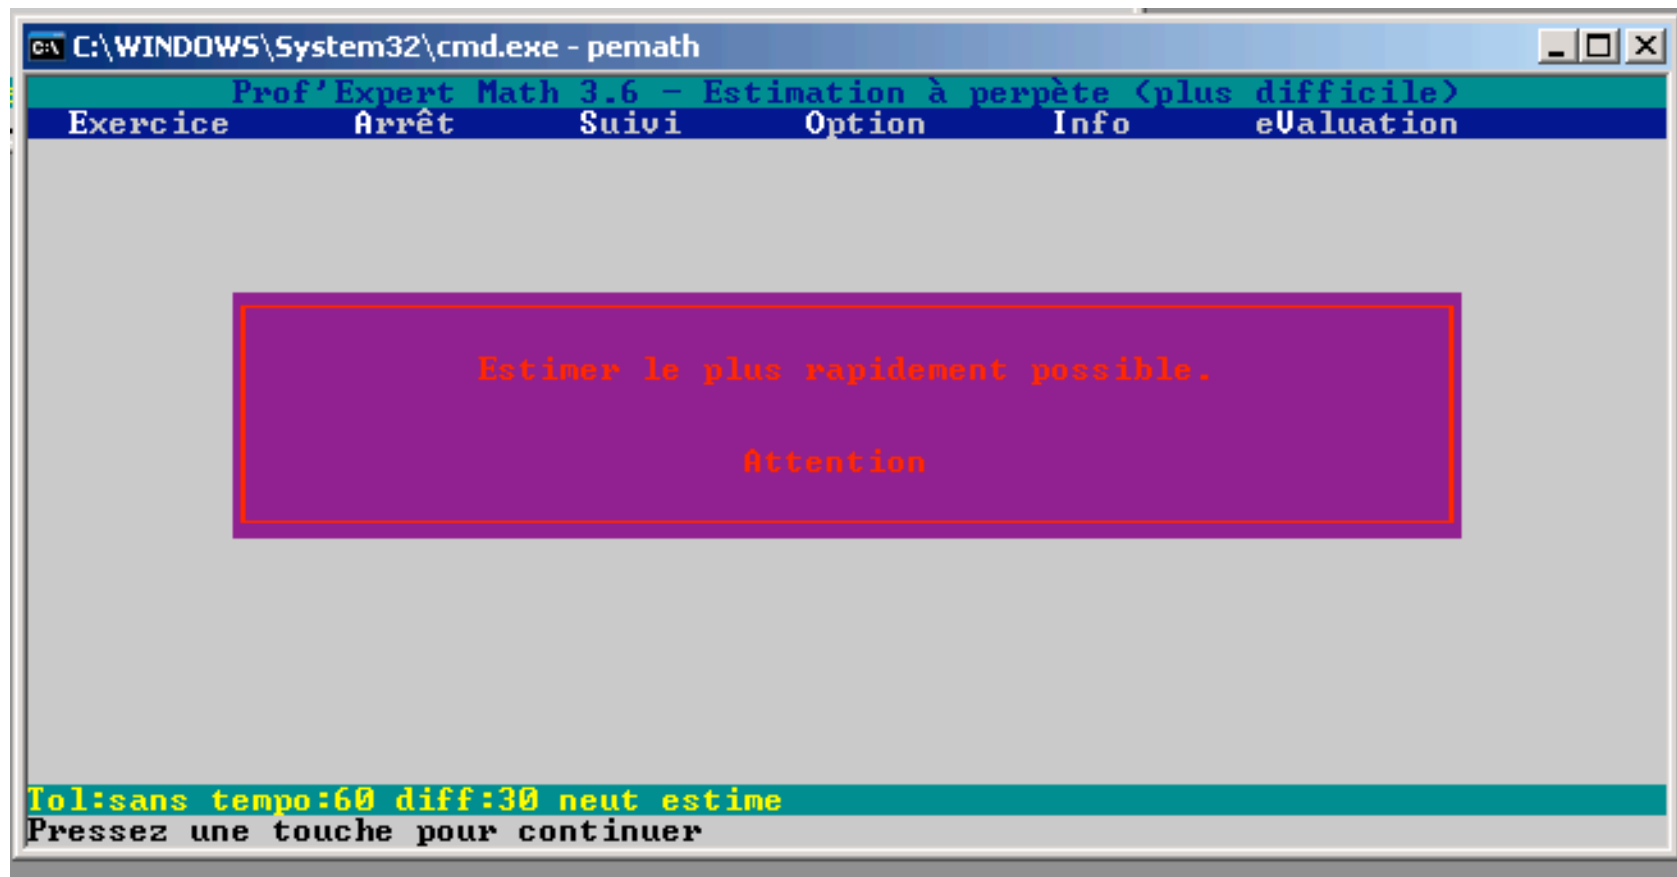 C:\WINDOWS\System32\cmd.exe - pemath
Prof'Expert Math 3.6 - Estimation à perpète (plus difficile)
Exercice Arrêt Suivi Option Info eValuation
Estimer le plus rapidement possible.
Attention
Tol:sans tempo:60 diff:30 neut estime
Pressez une touche pour continuer